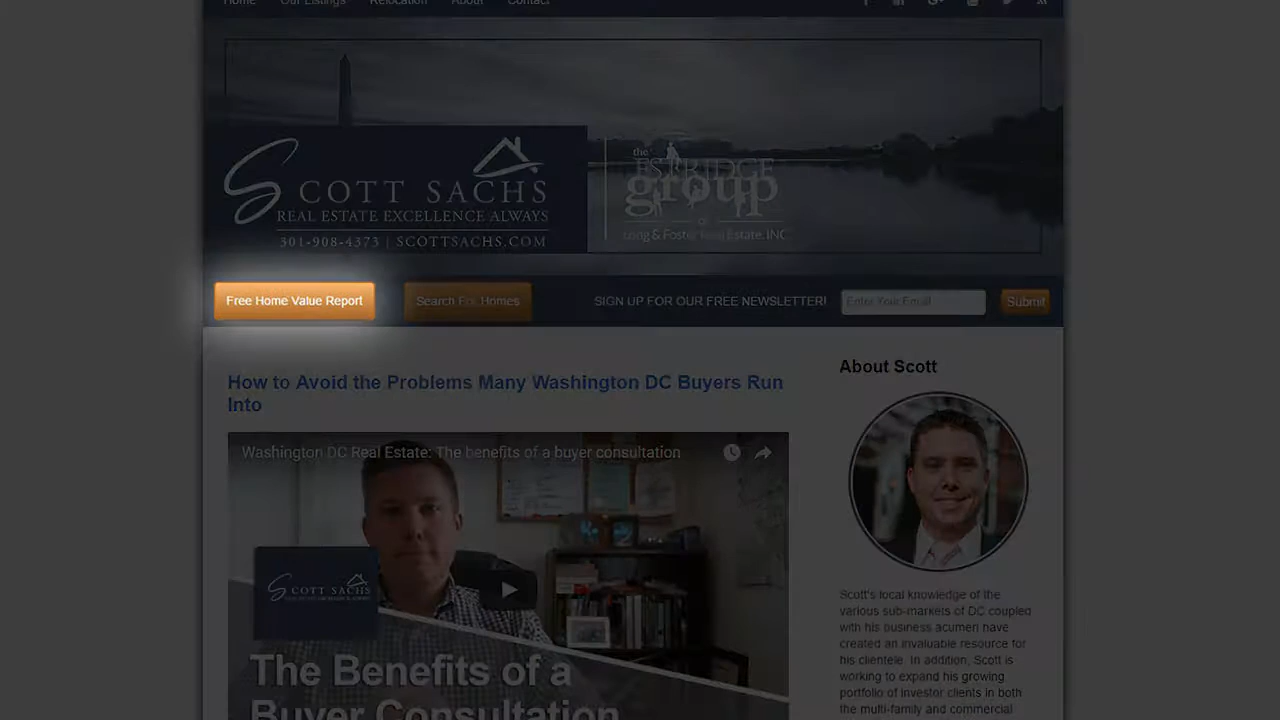 Home Our Listings Relocation About Contact
SCOTT SACHS
REAL ESTATE EXCELLENCE ALWAYS
301-908-4373 | SCOTTSACHS.COM
the
ESTRIDGE
group
OF
Long & Foster Real Estate, INC
Free Home Value Report
Search For Homes
SIGN UP FOR OUR FREE NEWSLETTER!
Enter Your Email
Submit
How to Avoid the Problems Many Washington DC Buyers Run
Into
Washington DC Real Estate: The benefits of a buyer consultation
SCOTT SACHS
The Benefits of a
Buyer Consultation
About Scott
Scott's local knowledge of the
various sub-markets of DC coupled
with his business acumen have
created an invaluable resource for
his clientele. In addition, Scott is
working to expand his growing
portfolio of investor clients in both
the multi-family and commercial